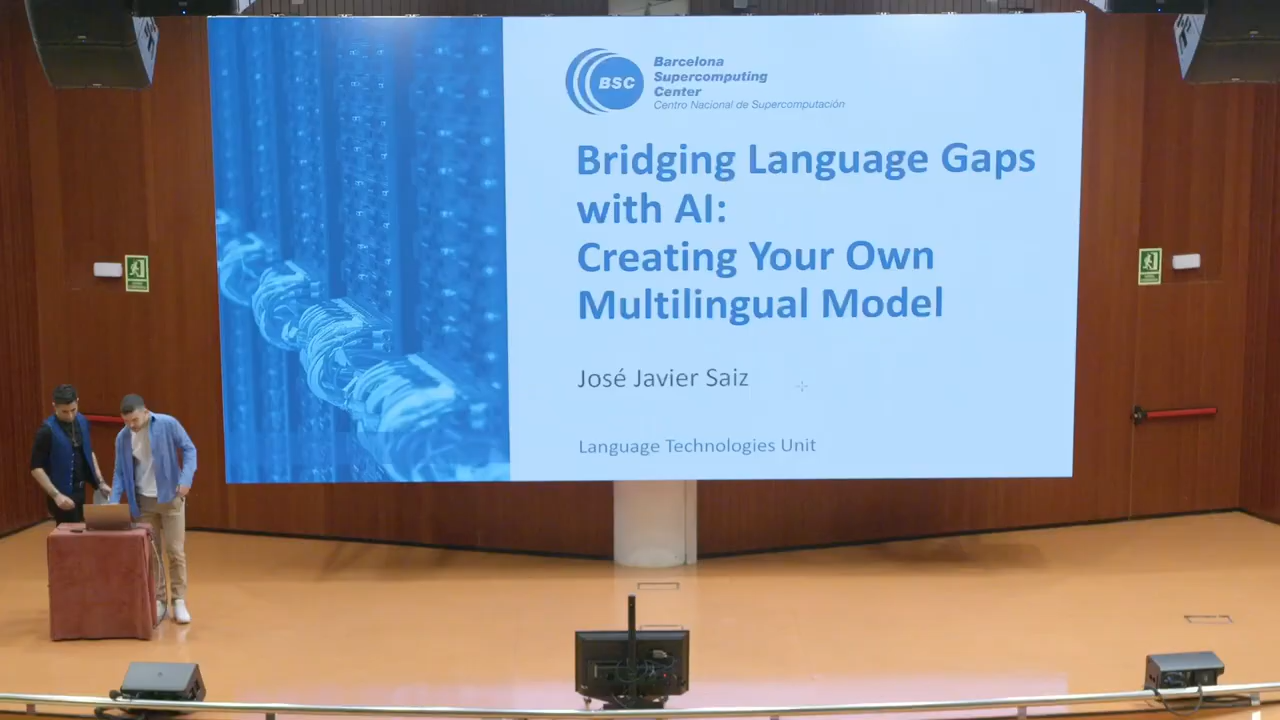 BSC
Barcelona
Supercomputing
Center
Centro Nacional de Supercomputación
Bridging Language Gaps
with AI:
Creating Your Own
Multilingual Model
José Javier Saiz
Language Technologies Unit